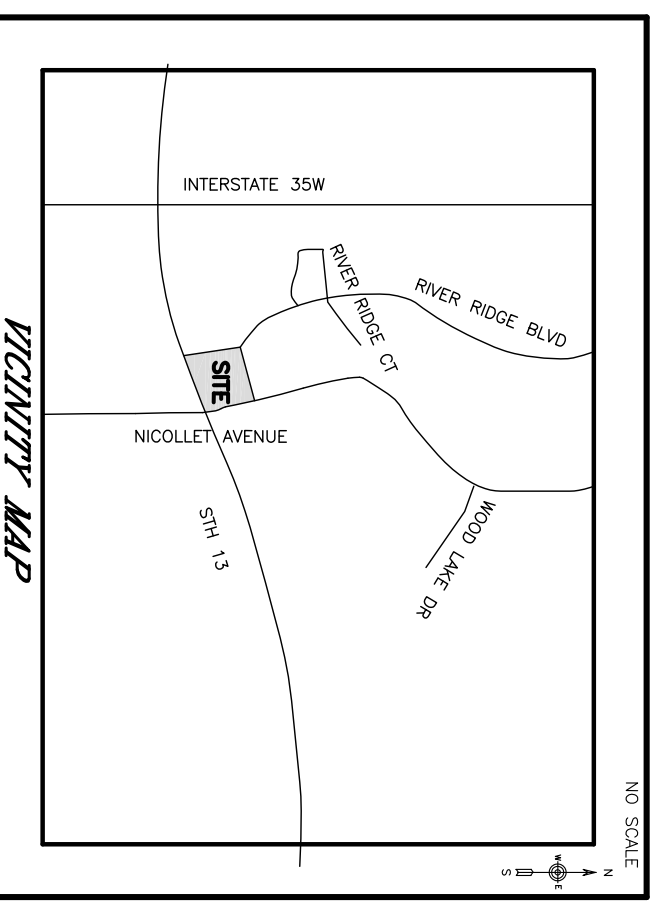 NO SCALE
N
W
E
S
INTERSTATE 35W
RIVER RIDGE BLVD
RIVER RIDGE CT
SITE
NICOLLET AVENUE
WOOD LAKE DR
STH 13
VICINITY MAP